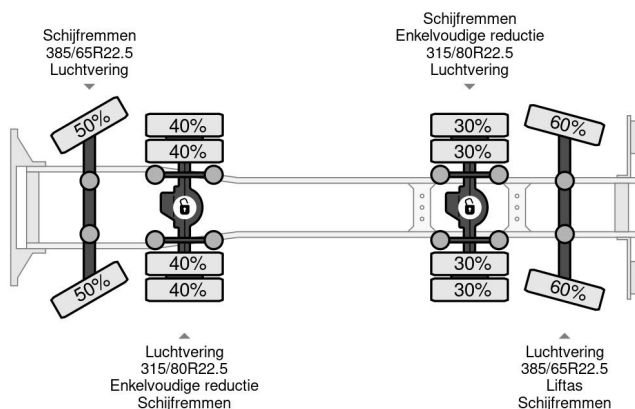 Schijfremmen
385/65R22.5
Luchtvering
Schijfremmen
Enkelvoudige reductie
315/80R22.5
Luchtvering
50%
40%
40%
30%
30%
60%
50%
40%
40%
30%
30%
60%
Luchtvering
315/80R22.5
Enkelvoudige reductie
Schijfremmen
Luchtvering
385/65R22.5
Liftas
Schijfremmen